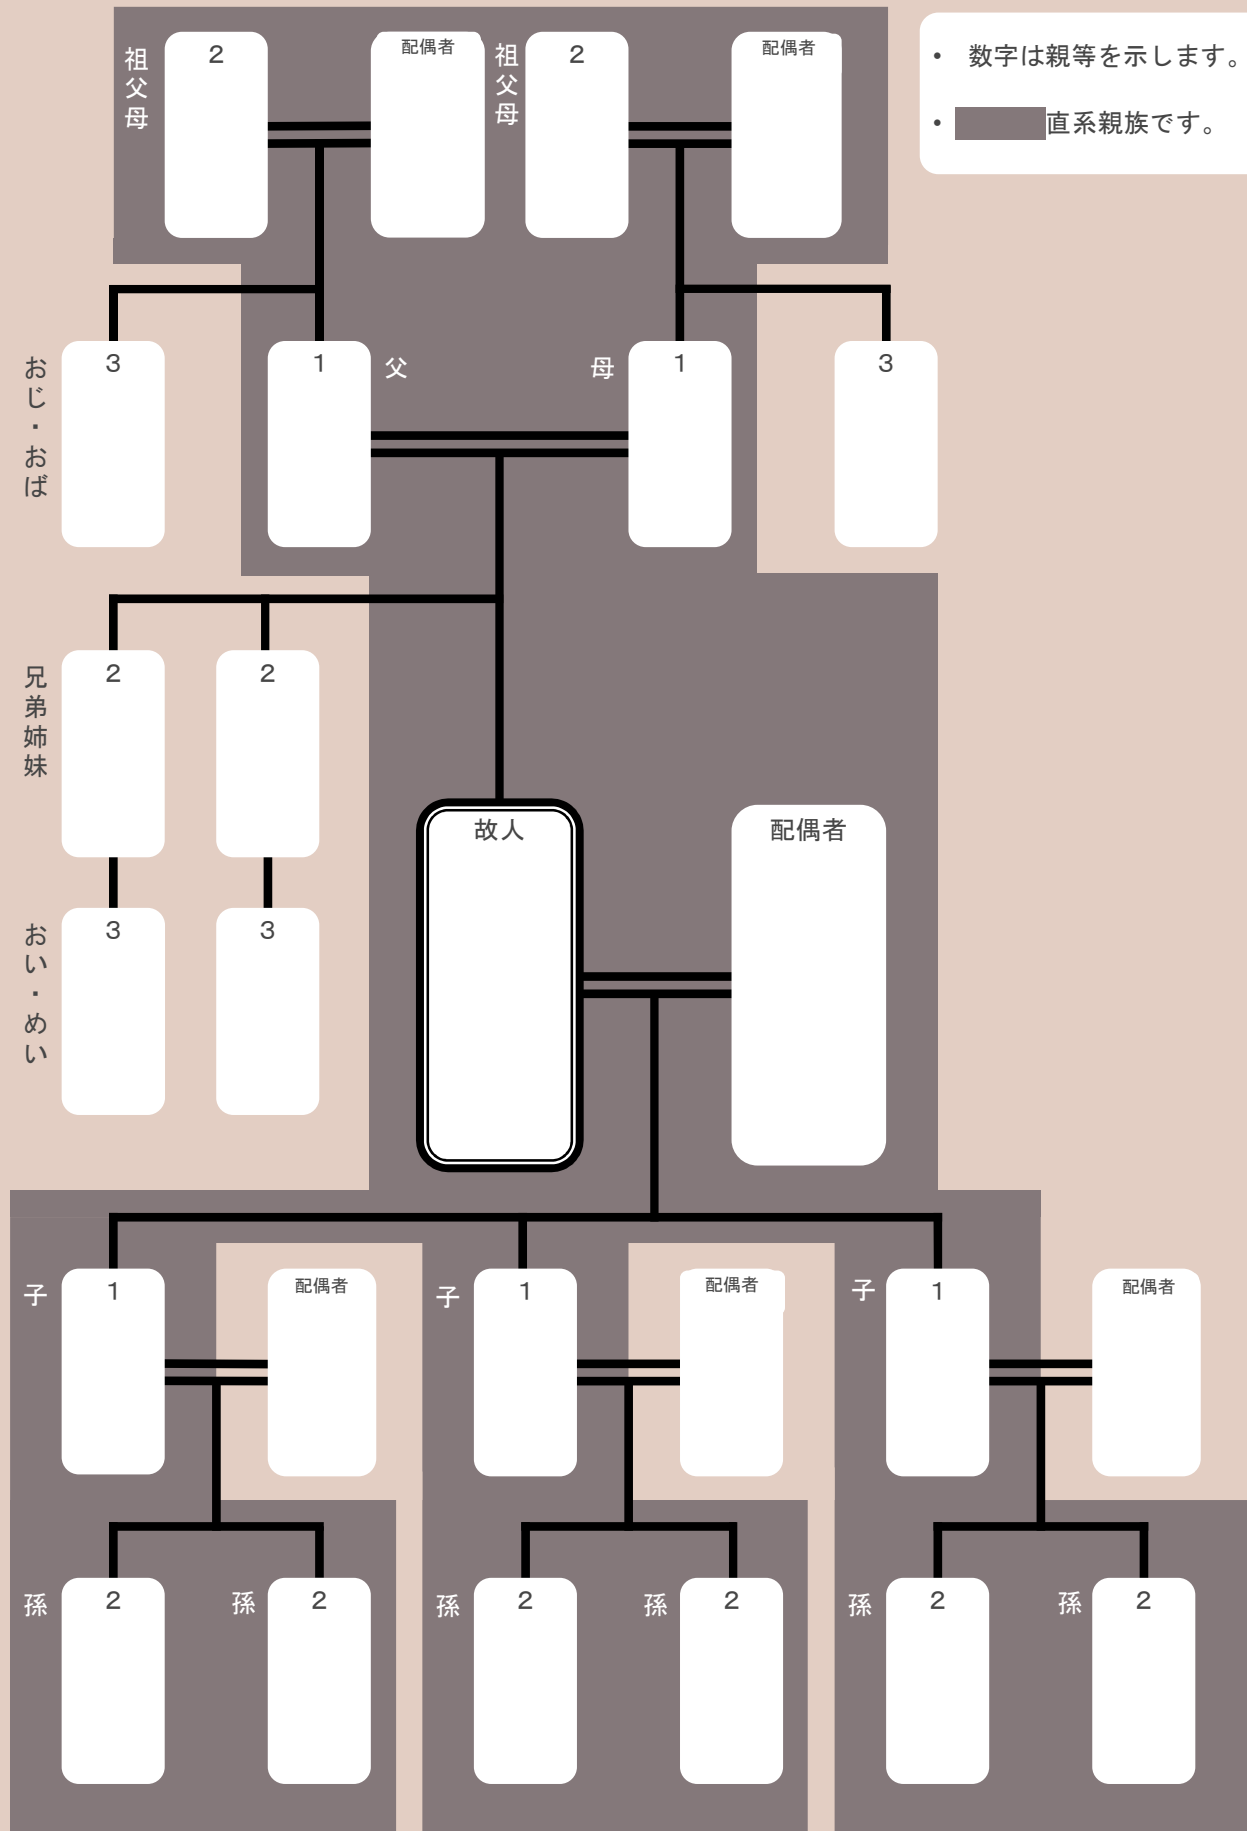 祖父母
2
配偶者
祖父母
2
配偶者
・ 数字は親等を示します。
・ 直系親族です。
おじ・おば
3
1
父
母
1
3
兄弟姉妹
2
2
故人
配偶者
おい・めい
3
3
子
1
配偶者
子
1
配偶者
子
1
配偶者
孫
2
孫
2
孫
2
孫
2
孫
2
孫
2